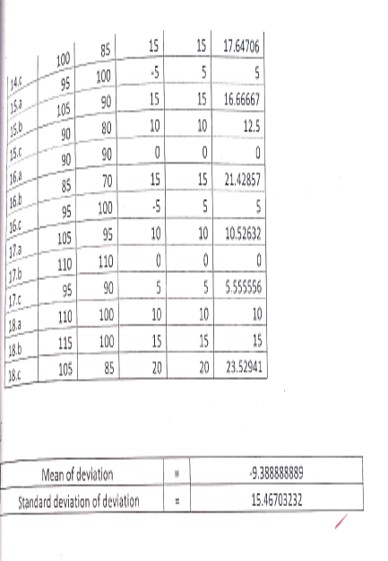 14.c 100 85 15 15 17.64706
15.a 95 100 -5 5 5
15.b 105 90 15 15 16.66667
15.c 90 80 10 10 12.5
16.a 90 90 0 0 0
16.b 85 70 15 15 21.42857
16.c 95 100 -5 5 5
17.a 105 95 10 10 10.52632
17.b 110 110 0 0 0
17.c 95 90 5 5 5.555556
18.a 110 100 10 10 10
18.b 115 100 15 15 15
18.c 105 85 20 20 23.52941
Mean of deviation = -9.388888889
Standard deviation of deviation = 15.46703232